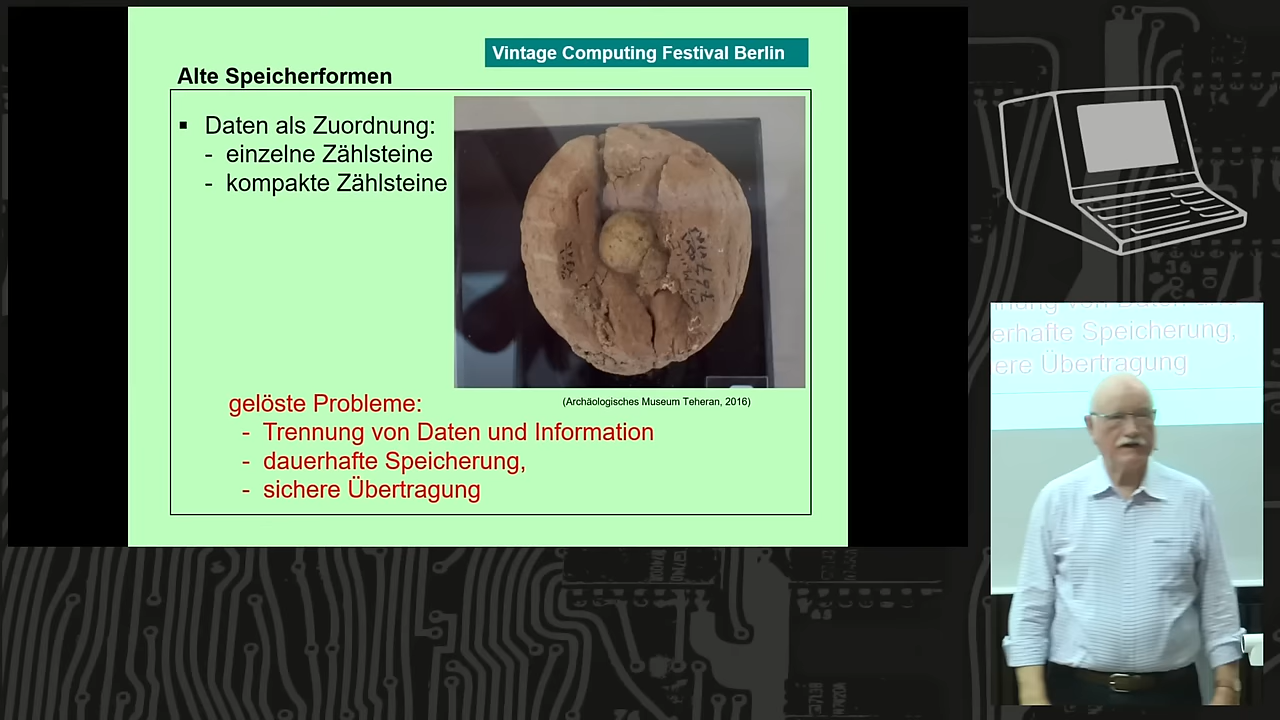 Vintage Computing Festival Berlin
Alte Speicherformen
▪ Daten als Zuordnung:
- einzelne Zählsteine
- kompakte Zählsteine
(Archäologisches Museum Teheran, 2016)
gelöste Probleme:
- Trennung von Daten und Information
- dauerhafte Speicherung,
- sichere Übertragung
erhafte Speicherung,
ere Übertragung